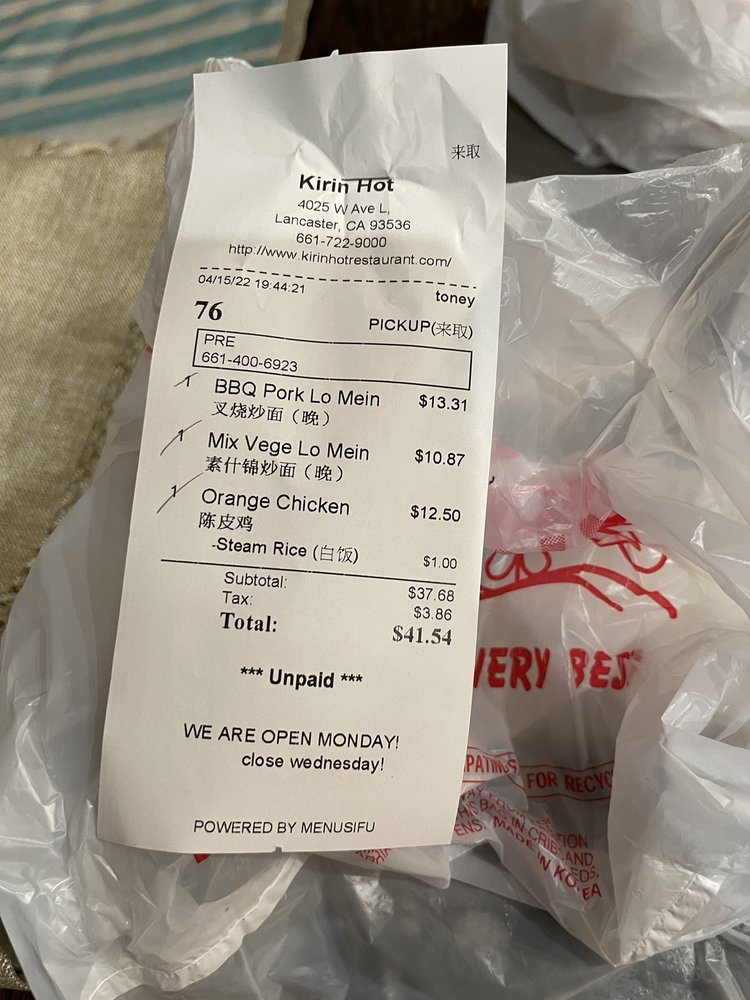 来取
Kirin Hot
4025 W Ave L,
Lancaster, CA 93536
661-722-9000
http://www.kirinhotrestaurant.com/
04/15/22 19:44:21 toney
76 PICKUP(来取)
PRE
661-400-6923
1 BBQ Pork Lo Mein $13.31
叉烧炒面（晚）
1 Mix Vege Lo Mein $10.87
素什锦炒面（晚）
1 Orange Chicken $12.50
陈皮鸡
-Steam Rice (白饭) $1.00
Subtotal: $37.68
Tax: $3.86
Total: $41.54
*** Unpaid ***
WE ARE OPEN MONDAY!
close wednesday!
POWERED BY MENUSIFU
VERY BES
FOR RECYC
MADE IN KO EA